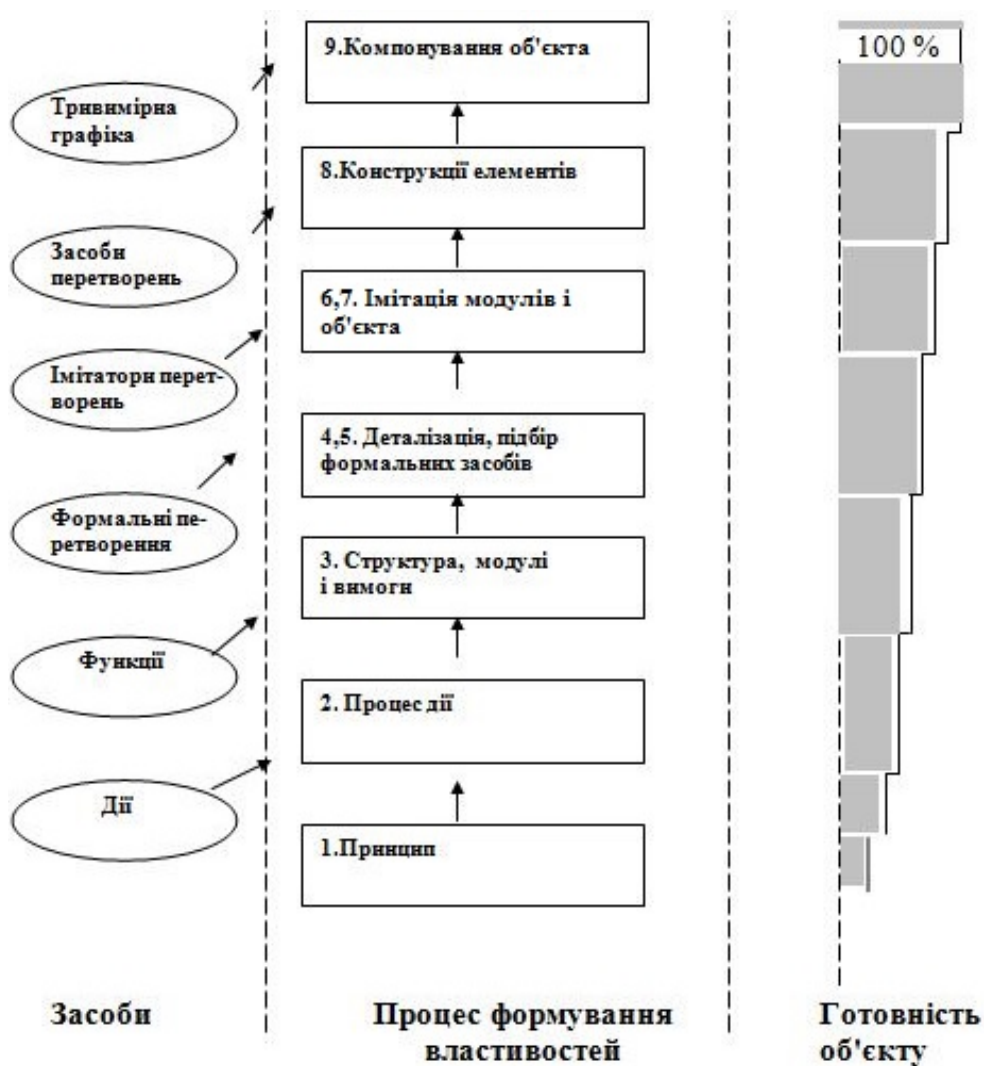 9.Компонування об'єкта
100 %
Тривимірна
графіка
8.Конструкції елементів
Засоби
перетворень
6,7. Імітація модулів і
об'єкта
Імітатори перет-
ворень
4,5. Деталізація, підбір
формальних засобів
Формальні пе-
ретворення
3. Структура, модулі
і вимоги
Функції
2. Процес дії
Дії
1.Принцип
Засоби
Процес формування
властивостей
Готовність
об'єкту